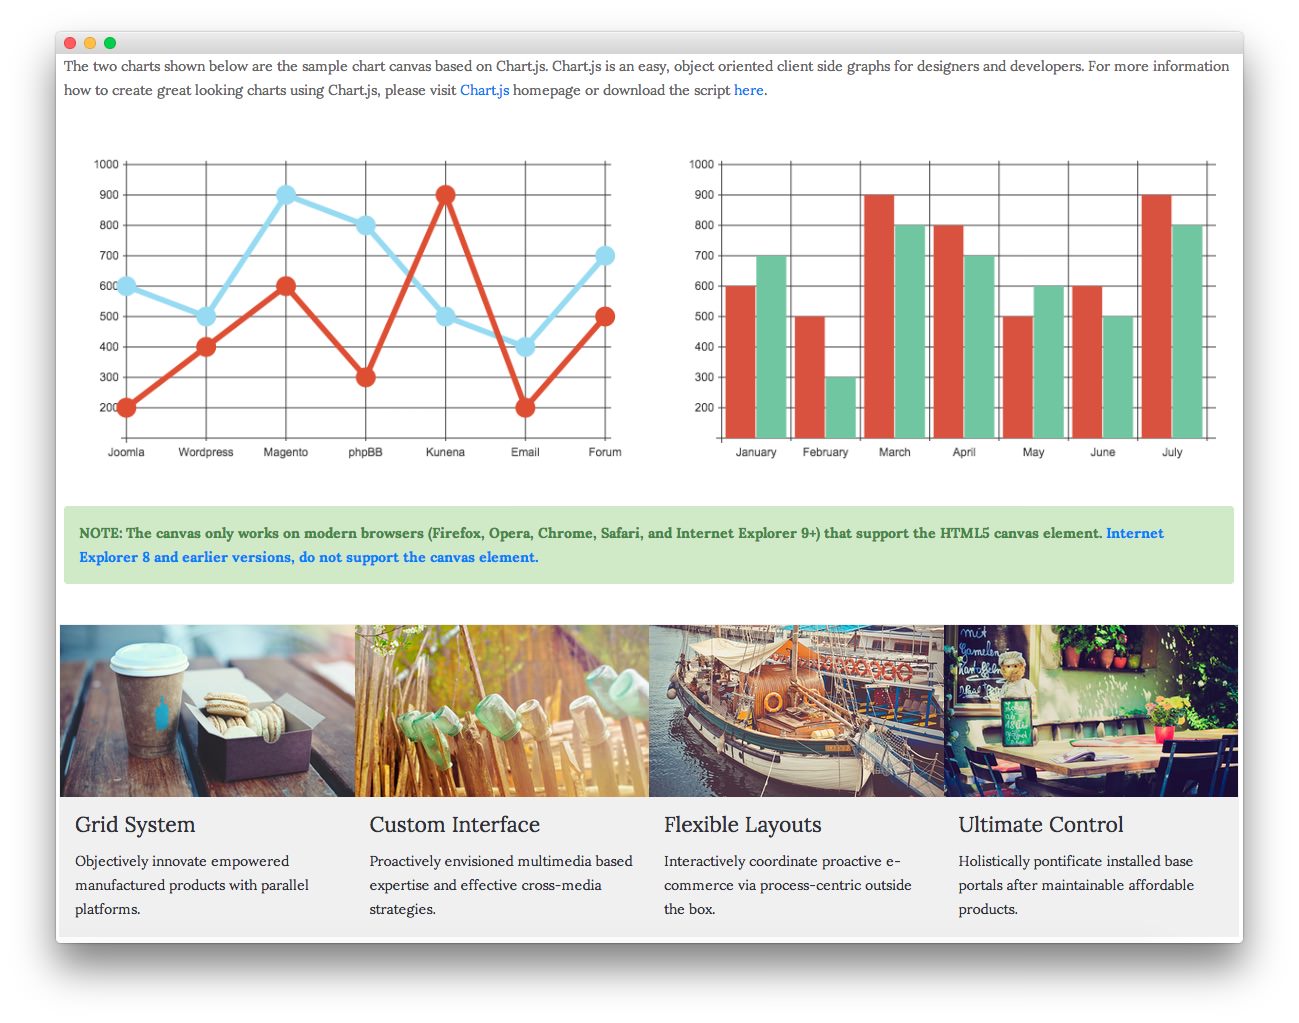 The two charts shown below are the sample chart canvas based on Chart.js. Chart.js is an easy, object oriented client side graphs for designers and developers. For more information
how to create great looking charts using Chart.js, please visit Chart.js homepage or download the script here.
1000
900
800
700
600
500
400
300
200
Joomla Wordpress Magento phpBB Kunena Email Forum
1000
900
800
700
600
500
400
300
200
January February March April May June July
NOTE: The canvas only works on modern browsers (Firefox, Opera, Chrome, Safari, and Internet Explorer 9+) that support the HTML5 canvas element. Internet
Explorer 8 and earlier versions, do not support the canvas element.
mit
Grid System
Objectively innovate empowered
manufactured products with parallel
platforms.
Custom Interface
Proactively envisioned multimedia based
expertise and effective cross-media
strategies.
Flexible Layouts
Interactively coordinate proactive e-
commerce via process-centric outside
the box.
Ultimate Control
Holistically pontificate installed base
portals after maintainable affordable
products.